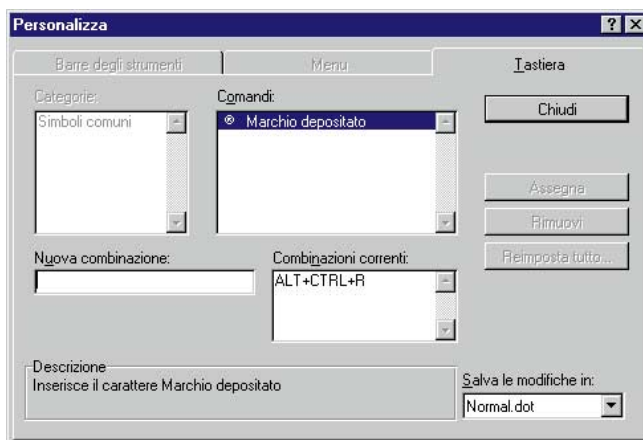 Personalizza
Barre degli strumenti Menu Tastiera
Categorie: Comandi:
Simboli comuni ® Marchio depositato
Chiudi
Assegna
Rimuovi
Reimposta tutto...
Nuova combinazione: Combinazioni correnti:
ALT+CTRL+R
Descrizione
Inserisce il carattere Marchio depositato
Salva le modifiche in:
Normal.dot